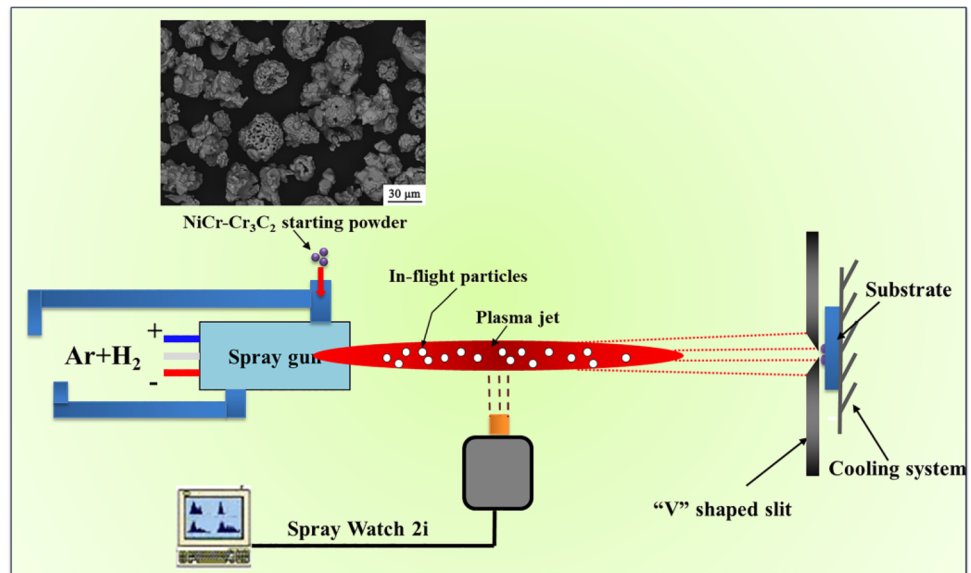 30 μm
NiCr-Cr₃C₂ starting powder
In-flight particles
Substrate
Plasma jet
+
Ar+H₂
-
Spray gun
Cooling system
“V” shaped slit
Spray Watch 2i